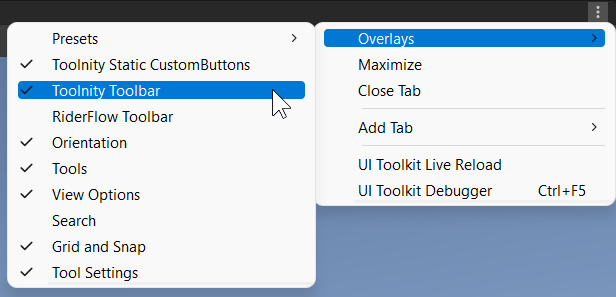 Presets
Toolnity Static CustomButtons
Toolnity Toolbar
RiderFlow Toolbar
Orientation
Tools
View Options
Search
Grid and Snap
Tool Settings
Overlays
Maximize
Close Tab
Add Tab
UI Toolkit Live Reload
UI Toolkit Debugger Ctrl+F5